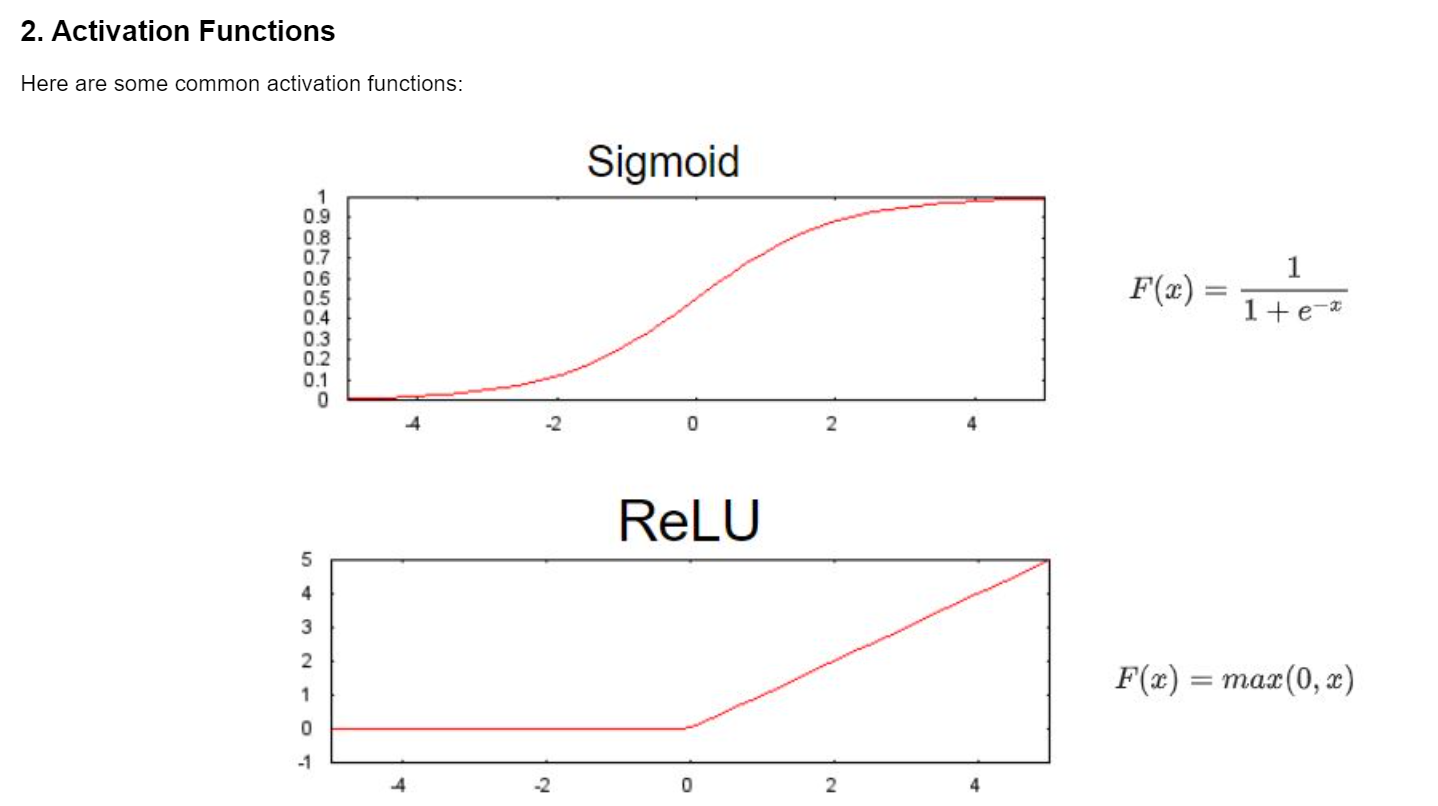 2. Activation Functions
Here are some common activation functions:
Sigmoid
1
0.9
0.8
0.7
0.6
0.5
0.4
0.3
0.2
0.1
0
-4 -2 0 2 4
F(x) = 1 / (1 + e^{-x})
ReLU
5
4
3
2
1
0
-1
-4 -2 0 2 4
F(x) = max(0, x)